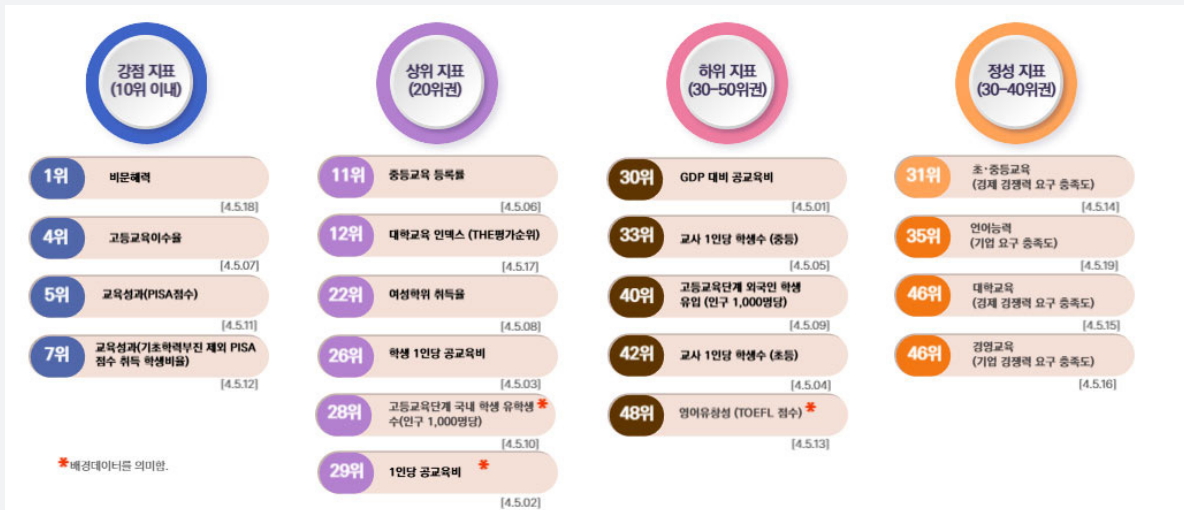 강점 지표
(10위 이내)
1위
비문해력
[4.5.18]
4위
고등교육이수율
[4.5.07]
5위
교육성과(PISA점수)
[4.5.11]
7위
교육성과(기초학력부진 제외 PISA
점수 취득 학생비율)
[4.5.12]
*배경데이터를 의미함.
상위 지표
(20위권)
11위
중등교육 등록률
[4.5.06]
12위
대학교육 인덱스 (THE평가순위)
[4.5.17]
22위
여성학위 취득율
[4.5.08]
26위
학생 1인당 공교육비
[4.5.03]
28위
고등교육단계 국내 학생 유학생 *
수(인구 1,000명당)
[4.5.10]
29위
1인당 공교육비 *
[4.5.02]
하위 지표
(30-50위권)
30위
GDP 대비 공교육비
[4.5.01]
33위
교사 1인당 학생수 (중등)
[4.5.05]
40위
고등교육단계 외국인 학생
유입 (인구 1,000명당)
[4.5.09]
42위
교사 1인당 학생수 (초등)
[4.5.04]
48위
영어유창성 (TOEFL 점수) *
[4.5.13]
정성 지표
(30-40위권)
31위
초·중등교육
(경제 경쟁력 요구 충족도)
[4.5.14]
35위
언어능력
(기업 요구 충족도)
[4.5.19]
46위
대학교육
(경제 경쟁력 요구 충족도)
[4.5.15]
46위
경영교육
(기업 경쟁력 요구 충족도)
[4.5.16]